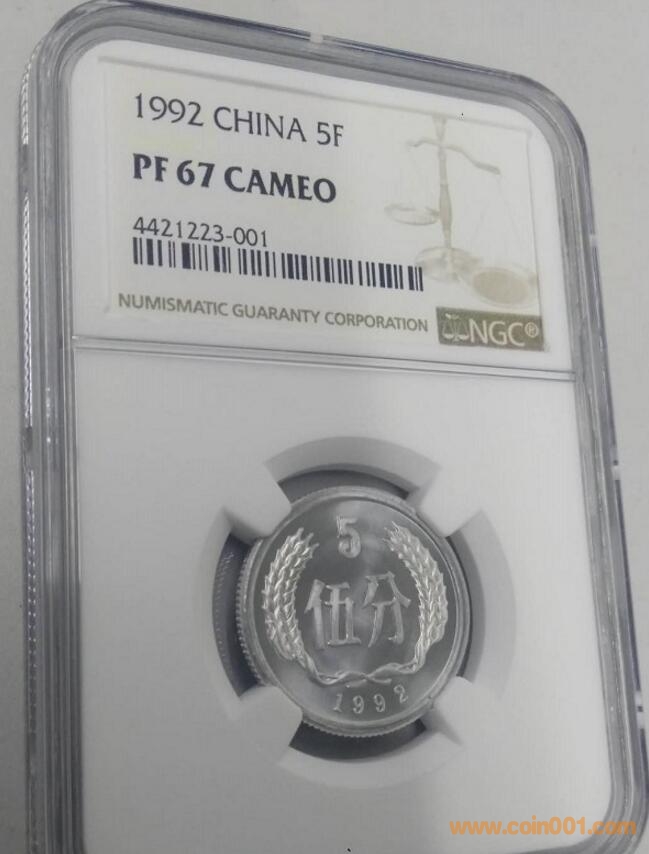 1992 CHINA 5F
PF 67 CAMEO
4421223-001
NUMISMATIC GUARANTY CORPORATION
NGC®
5
伍分
1992
www.coin001.com